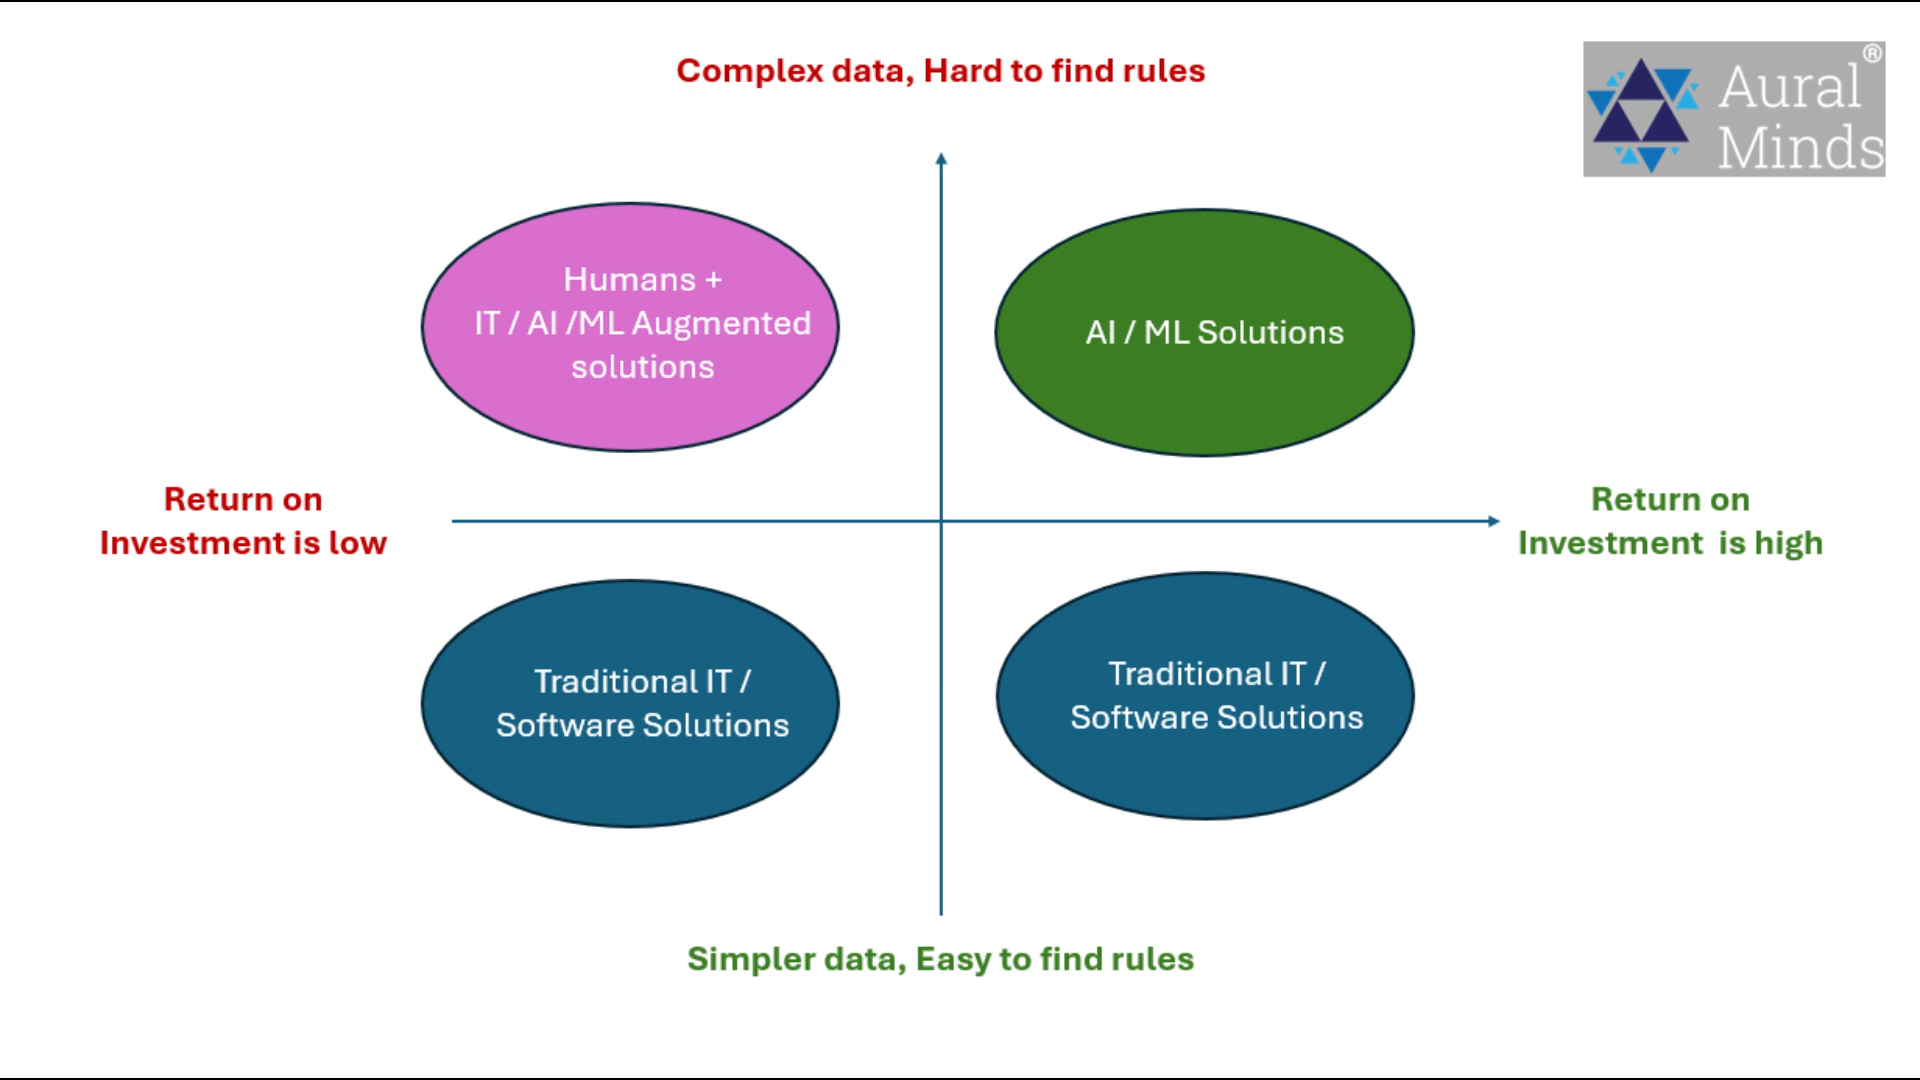 Complex data, Hard to find rules
Aural®
Minds
Humans +
IT / AI /ML Augmented
solutions
AI / ML Solutions
Return on
Investment is low
Return on
Investment  is high
Traditional IT /
Software Solutions
Traditional IT /
Software Solutions
Simpler data, Easy to find rules